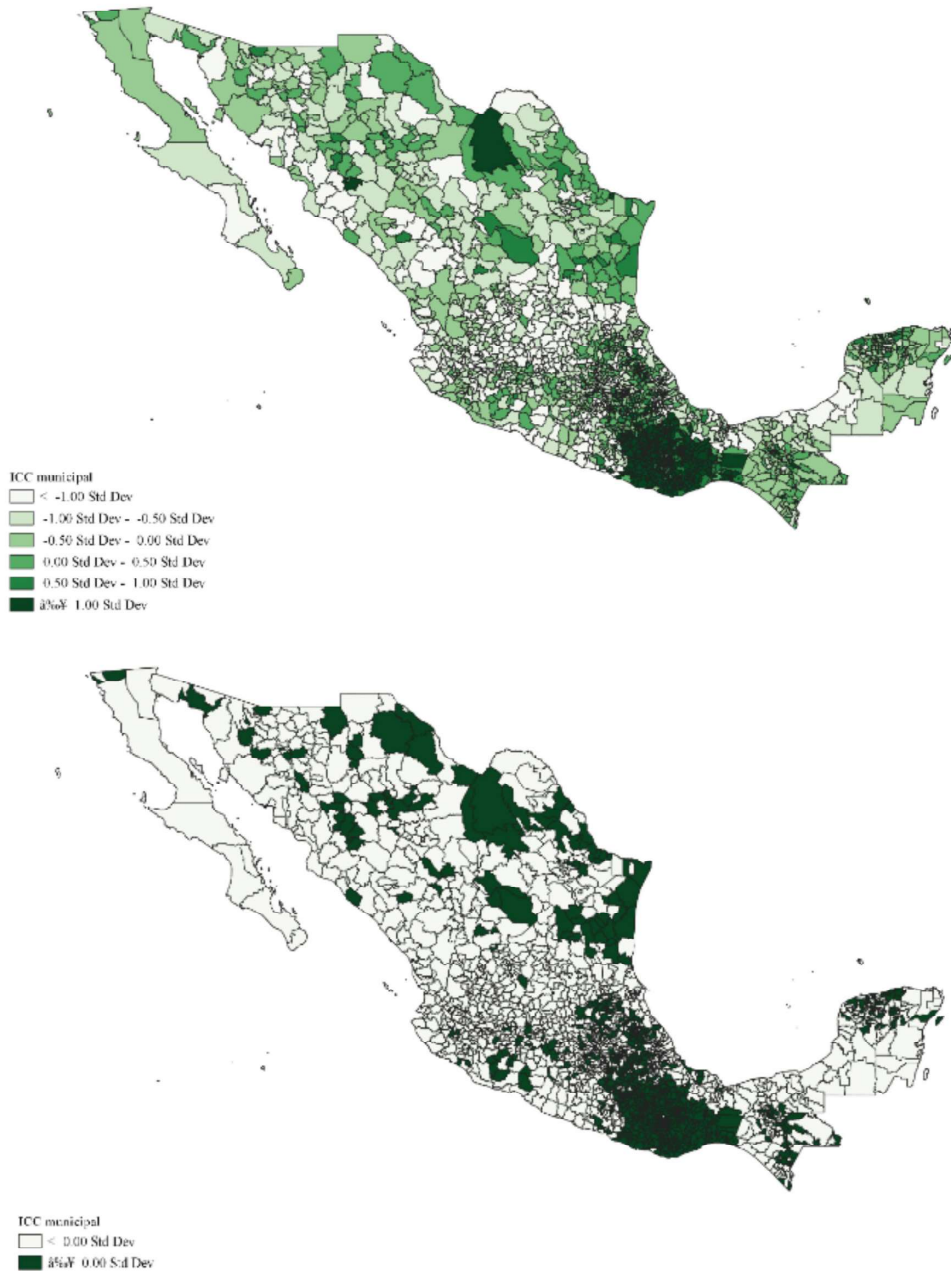 ICC municipal
< -1.00 Std Dev
-1.00 Std Dev - -0.50 Std Dev
-0.50 Std Dev - 0.00 Std Dev
0.00 Std Dev - 0.50 Std Dev
0.50 Std Dev - 1.00 Std Dev
â‰¥ 1.00 Std Dev
ICC municipal
< 0.00 Std Dev
â‰¥ 0.00 Std Dev